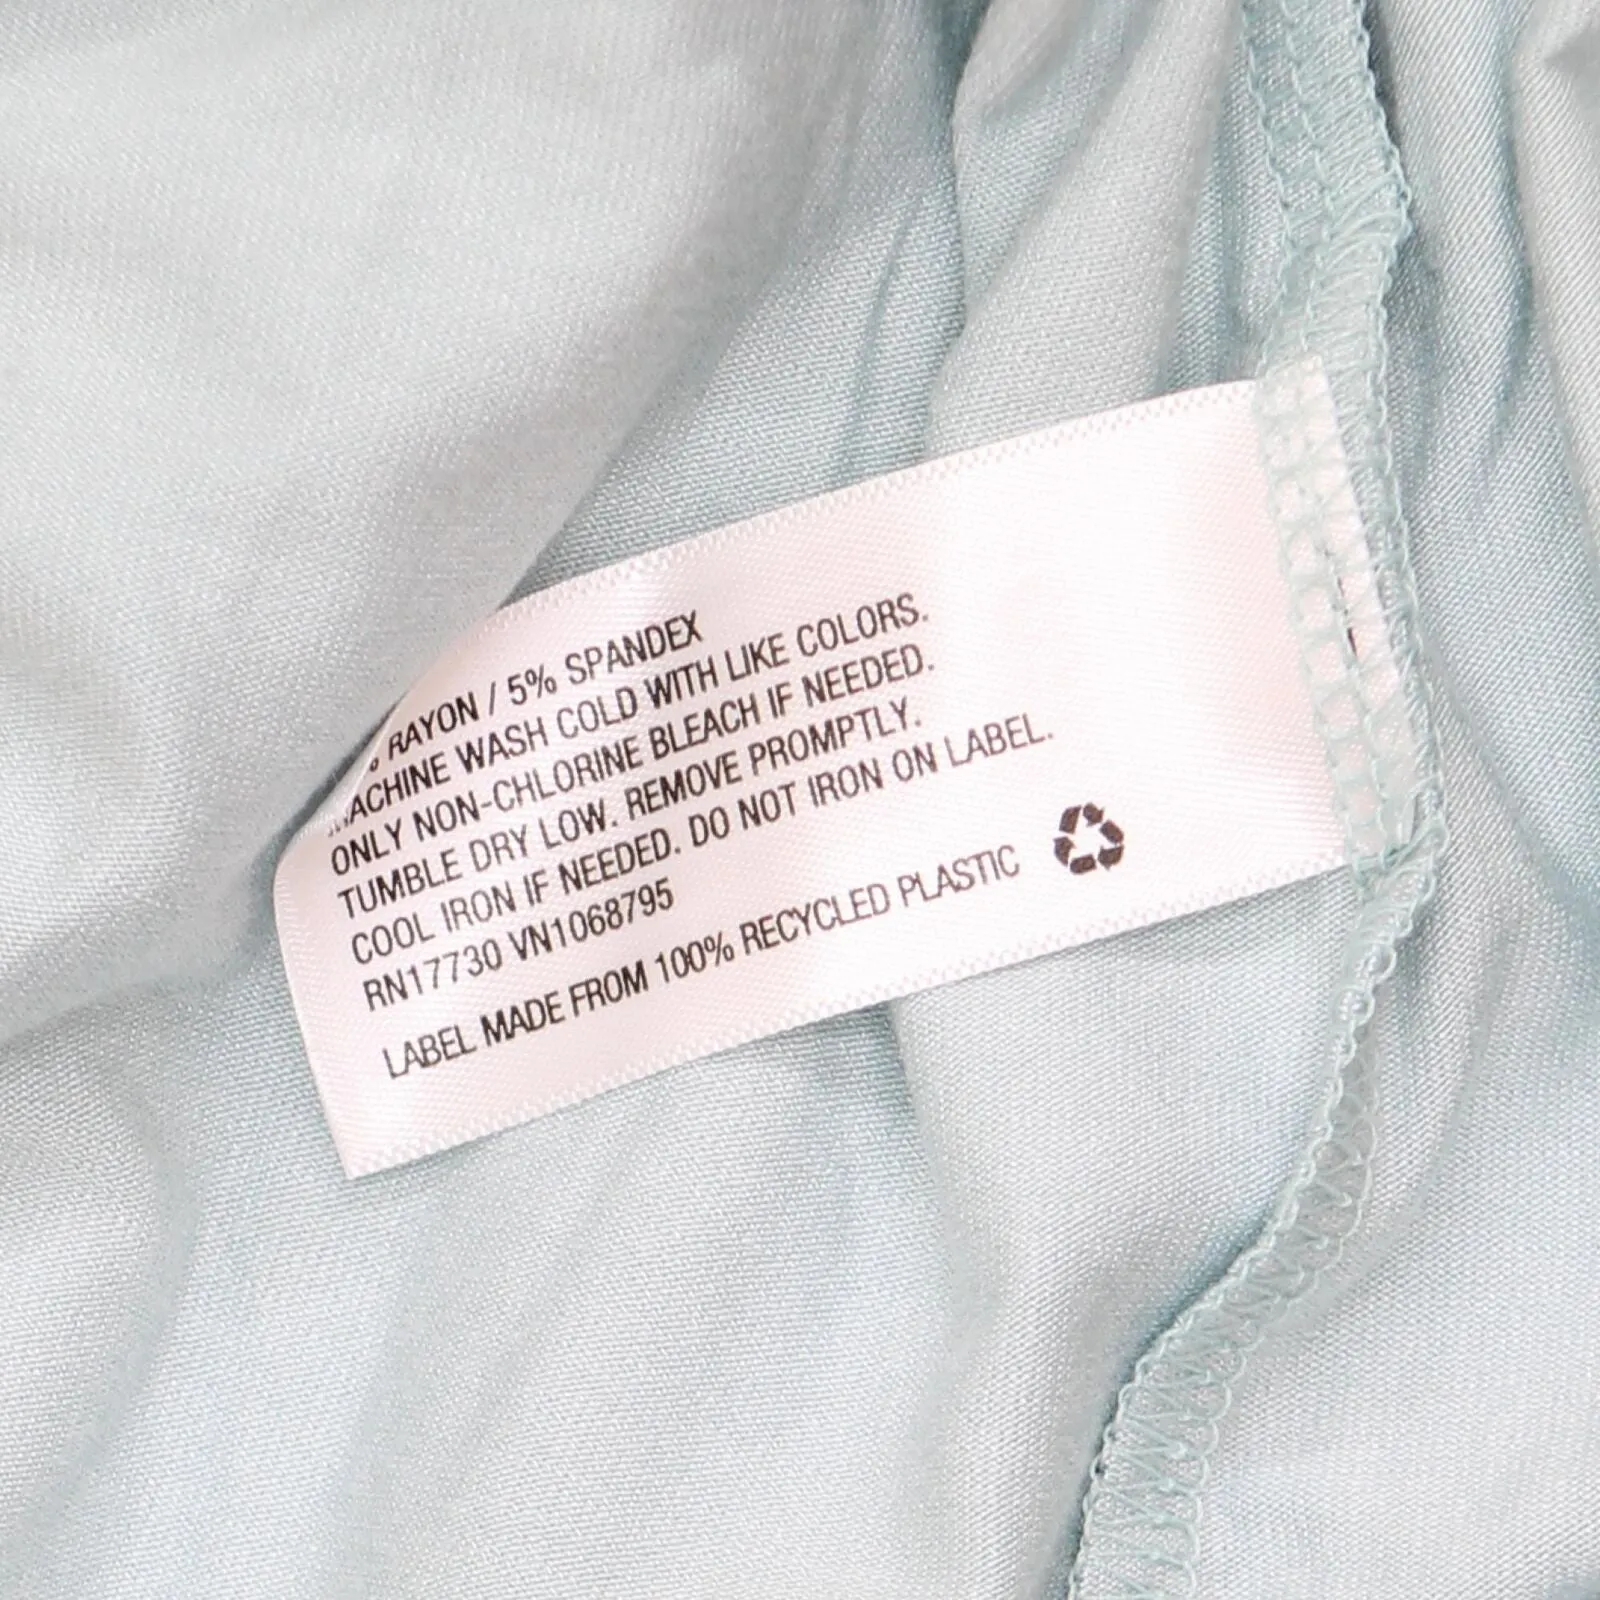 % RAYON / 5% SPANDEX
MACHINE WASH COLD WITH LIKE COLORS.
ONLY NON-CHLORINE BLEACH IF NEEDED.
TUMBLE DRY LOW. REMOVE PROMPTLY.
COOL IRON IF NEEDED. DO NOT IRON ON LABEL.
RN17730 VN1068795
LABEL MADE FROM 100% RECYCLED PLASTIC